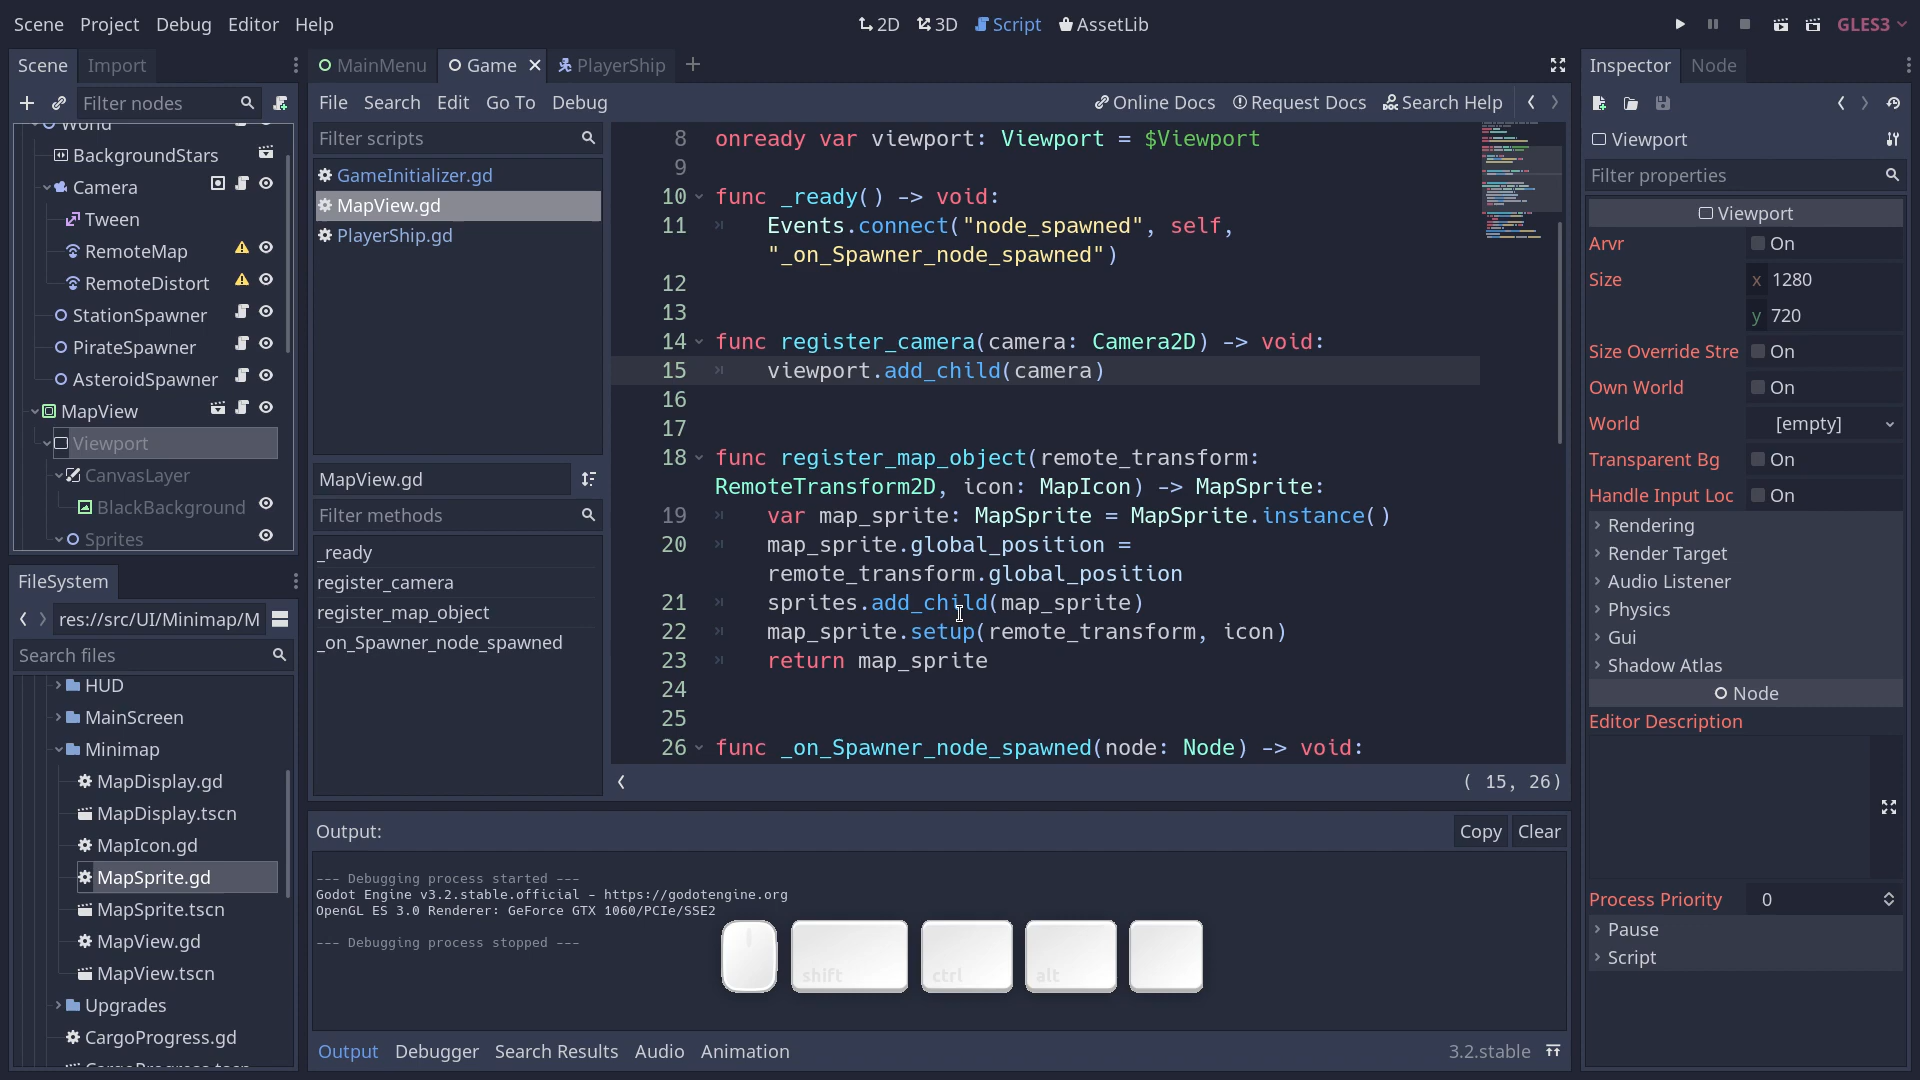 Scene Project Debug Editor Help
2D 3D Script AssetLib
GLES3
Scene Import
Filter nodes
World
BackgroundStars
Camera
Tween
RemoteMap
RemoteDistort
StationSpawner
PirateSpawner
AsteroidSpawner
MapView
Viewport
CanvasLayer
BlackBackground
Sprites
FileSystem
res://src/UI/Minimap/M
Search files
HUD
MainScreen
Minimap
MapDisplay.gd
MapDisplay.tscn
MapIcon.gd
MapSprite.gd
MapSprite.tscn
MapView.gd
MapView.tscn
Upgrades
CargoProgress.gd
CargoProgress.tscn
MainMenu Game PlayerShip
File Search Edit Go To Debug
Online Docs Request Docs Search Help
Filter scripts
GameInitializer.gd
MapView.gd
PlayerShip.gd
MapView.gd
Filter methods
_ready
register_camera
register_map_object
_on_Spawner_node_spawned
8 onready var viewport: Viewport = $Viewport
9
10 func _ready() -> void:
11 Events.connect("node_spawned", self,
"_on_Spawner_node_spawned")
12
13
14 func register_camera(camera: Camera2D) -> void:
15 viewport.add_child(camera)
16
17
18 func register_map_object(remote_transform:
RemoteTransform2D, icon: MapIcon) -> MapSprite:
19 var map_sprite: MapSprite = MapSprite.instance()
20 map_sprite.global_position =
remote_transform.global_position
21 sprites.add_child(map_sprite)
22 map_sprite.setup(remote_transform, icon)
23 return map_sprite
24
25
26 func _on_Spawner_node_spawned(node: Node) -> void:
( 15, 26)
Output:
Copy Clear
--- Debugging process started ---
Godot Engine v3.2.stable.official - https://godotengine.org
OpenGL ES 3.0 Renderer: GeForce GTX 1060/PCIe/SSE2
--- Debugging process stopped ---
shift ctrl alt
Output Debugger Search Results Audio Animation
3.2.stable
Inspector Node
Viewport
Filter properties
Viewport
Arvr On
Size x 1280
y 720
Size Override Stre On
Own World On
World [empty]
Transparent Bg On
Handle Input Loc On
Rendering
Render Target
Audio Listener
Physics
Gui
Shadow Atlas
Node
Editor Description
Process Priority 0
Pause
Script